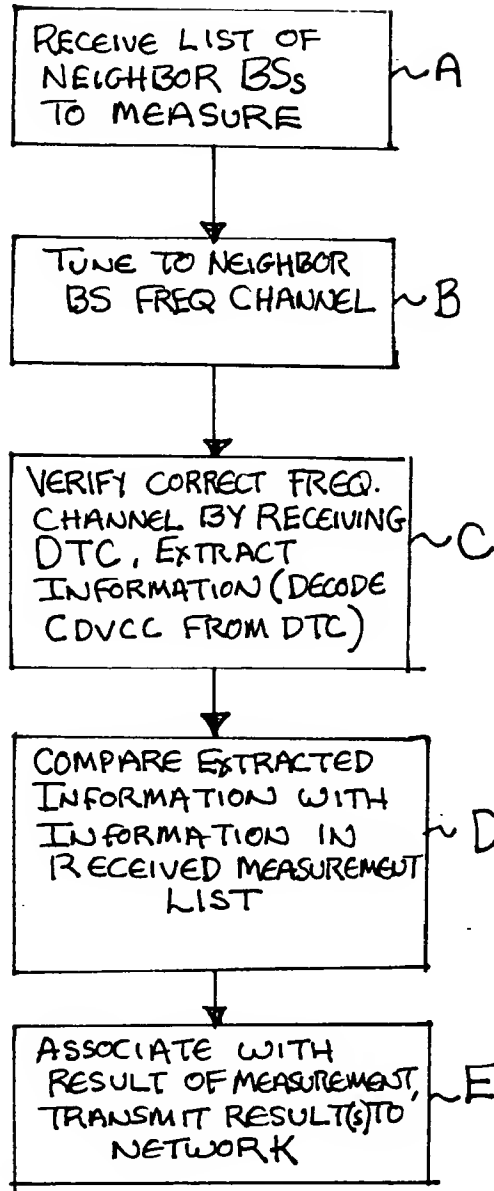 RECEIVE LIST OF
NEIGHBOR BSs
TO MEASURE
A
TUNE TO NEIGHBOR
BS FREQ CHANNEL
B
VERIFY CORRECT FREQ.
CHANNEL BY RECEIVING
DTC, EXTRACT
INFORMATION (DECODE
CDVCC FROM DTC)
C
COMPARE EXTRACTED
INFORMATION WITH
INFORMATION IN
RECEIVED MEASUREMENT
LIST
D
ASSOCIATE WITH
RESULT OF MEASUREMENT,
TRANSMIT RESULT(s) TO
NETWORK
E